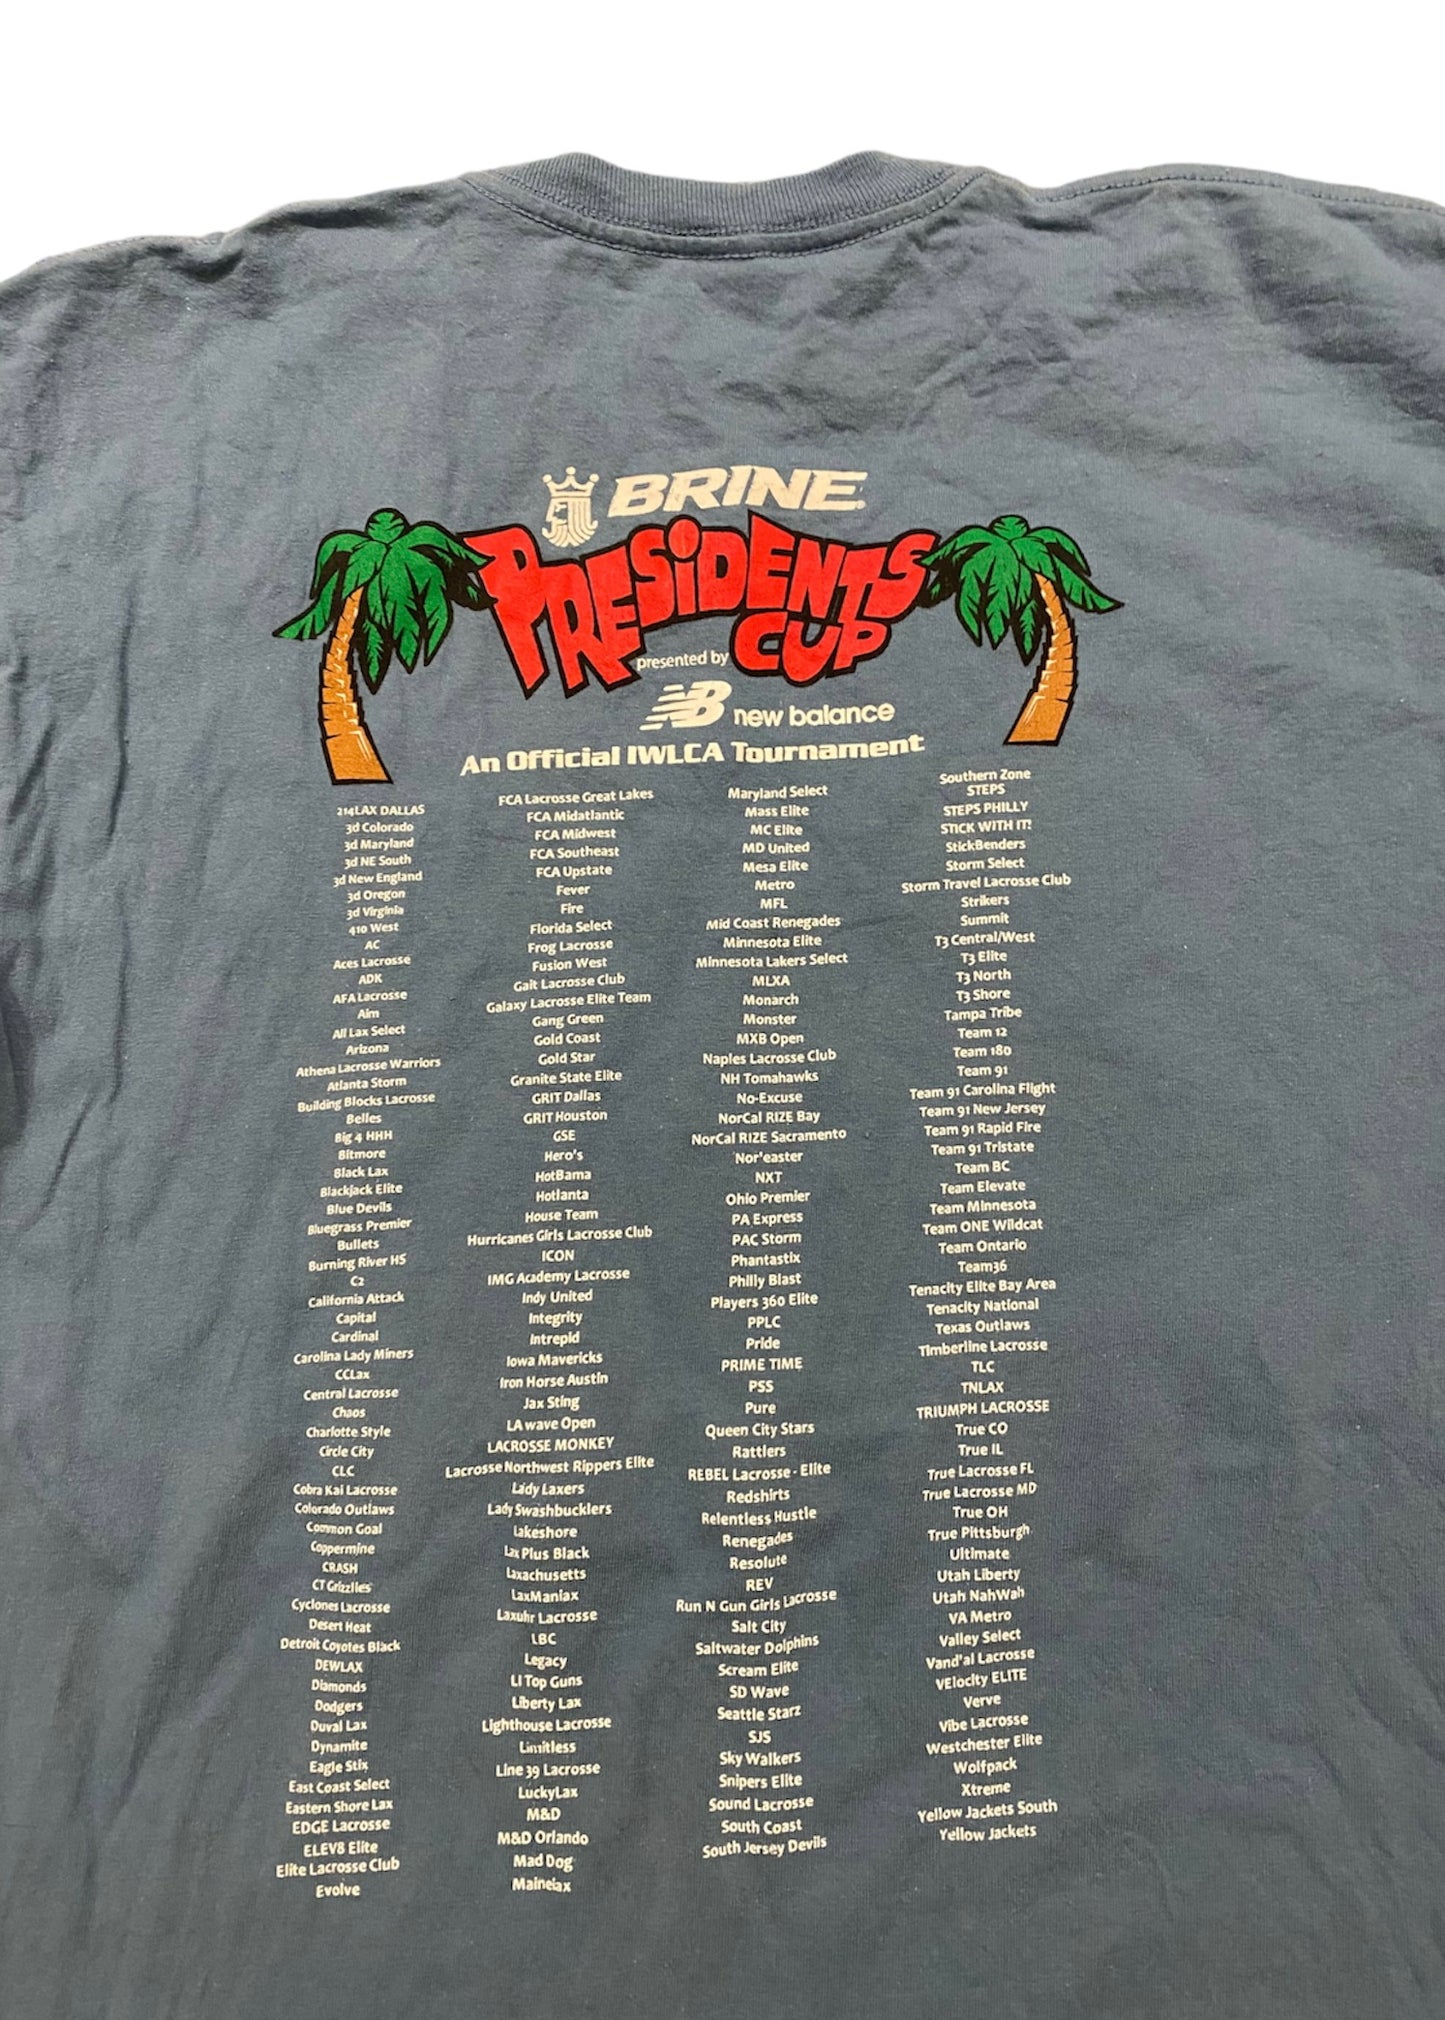 BRINE
PRESIDENTS
CUP
presented by
NB new balance
An Official IWLCA Tournament
214LAX DALLAS
3d Colorado
3d Maryland
3d NE South
3d New England
3d Oregon
3d Virginia
410 West
AC
Aces Lacrosse
ADK
AFA Lacrosse
Aim
All Lax Select
Arizona
Athena Lacrosse Warriors
Atlanta Storm
Building Blocks Lacrosse
Belles
Big 4 HHH
Bitmore
Black Lax
Blackjack Elite
Blue Devils
Bluegrass Premier
Bullets
Burning River HS
C2
California Attack
Capital
Cardinal
Carolina Lady Miners
CCLax
Central Lacrosse
Chaos
Charlotte Style
Circle City
CLC
Cobra Kai Lacrosse
Colorado Outlaws
Common Goal
Coppermine
CRASH
CT Grizzlies
Cyclones Lacrosse
Desert Heat
Detroit Coyotes Black
DEWLAX
Diamonds
Dodgers
Duval Lax
Dynamite
Eagle Stix
East Coast Select
Eastern Shore Lax
EDGE Lacrosse
ELEV8 Elite
Elite Lacrosse Club
Evolve
FCA Lacrosse Great Lakes
FCA Midatlantic
FCA Midwest
FCA Southeast
FCA Upstate
Fever
Fire
Florida Select
Frog Lacrosse
Fusion West
Gait Lacrosse Club
Galaxy Lacrosse Elite Team
Gang Green
Gold Coast
Gold Star
Granite State Elite
GRIT Dallas
GRIT Houston
GSE
Hero's
HotBama
Hotlanta
House Team
Hurricanes Girls Lacrosse Club
ICON
IMG Academy Lacrosse
Indy United
Integrity
Intrepid
Iowa Mavericks
Iron Horse Austin
Jax Sting
LA wave Open
LACROSSE MONKEY
Lacrosse Northwest Rippers Elite
Lady Laxers
Lady Swashbucklers
Lakeshore
Lax Plus Black
Laxachusetts
LaxManiax
Laxuhr Lacrosse
LBC
Legacy
LI Top Guns
Liberty Lax
Lighthouse Lacrosse
Limitless
Line 39 Lacrosse
LuckyLax
M&D
M&D Orlando
Mad Dog
Mainelax
Maryland Select
Mass Elite
MC Elite
MD United
Mesa Elite
Metro
MFL
Mid Coast Renegades
Minnesota Elite
Minnesota Lakers Select
MLXA
Monarch
Monster
MXB Open
Naples Lacrosse Club
NH Tomahawks
No-Excuse
NorCal RIZE Bay
NorCal RIZE Sacramento
Nor'easter
NXT
Ohio Premier
PA Express
PAC Storm
Phantastix
Philly Blast
Players 360 Elite
PPLC
Pride
PRIME TIME
PSS
Pure
Queen City Stars
Rattlers
REBEL Lacrosse - Elite
Redshirts
Relentless Hustle
Renegades
Resolute
REV
Run N Gun Girls Lacrosse
Salt City
Saltwater Dolphins
Scream Elite
SD Wave
Seattle Starz
SJS
Sky Walkers
Snipers Elite
Sound Lacrosse
South Coast
South Jersey Devils
Southern Zone
STEPS
STEPS PHILLY
STICK WITH IT!
StickBenders
Storm Select
Storm Travel Lacrosse Club
Strikers
Summit
T3 Central/West
T3 Elite
T3 North
T3 Shore
Tampa Tribe
Team 12
Team 180
Team 91
Team 91 Carolina Flight
Team 91 New Jersey
Team 91 Rapid Fire
Team 91 Tristate
Team BC
Team Elevate
Team Minnesota
Team ONE Wildcat
Team Ontario
Team36
Tenacity Elite Bay Area
Tenacity National
Texas Outlaws
Timberline Lacrosse
TLC
TNLAX
TRIUMPH LACROSSE
True CO
True IL
True Lacrosse FL
True Lacrosse MD
True OH
True Pittsburgh
Ultimate
Utah Liberty
Utah NahWah
VA Metro
Valley Select
Vand'al Lacrosse
VElocity ELITE
Verve
Vibe Lacrosse
Westchester Elite
Wolfpack
Xtreme
Yellow Jackets South
Yellow Jackets